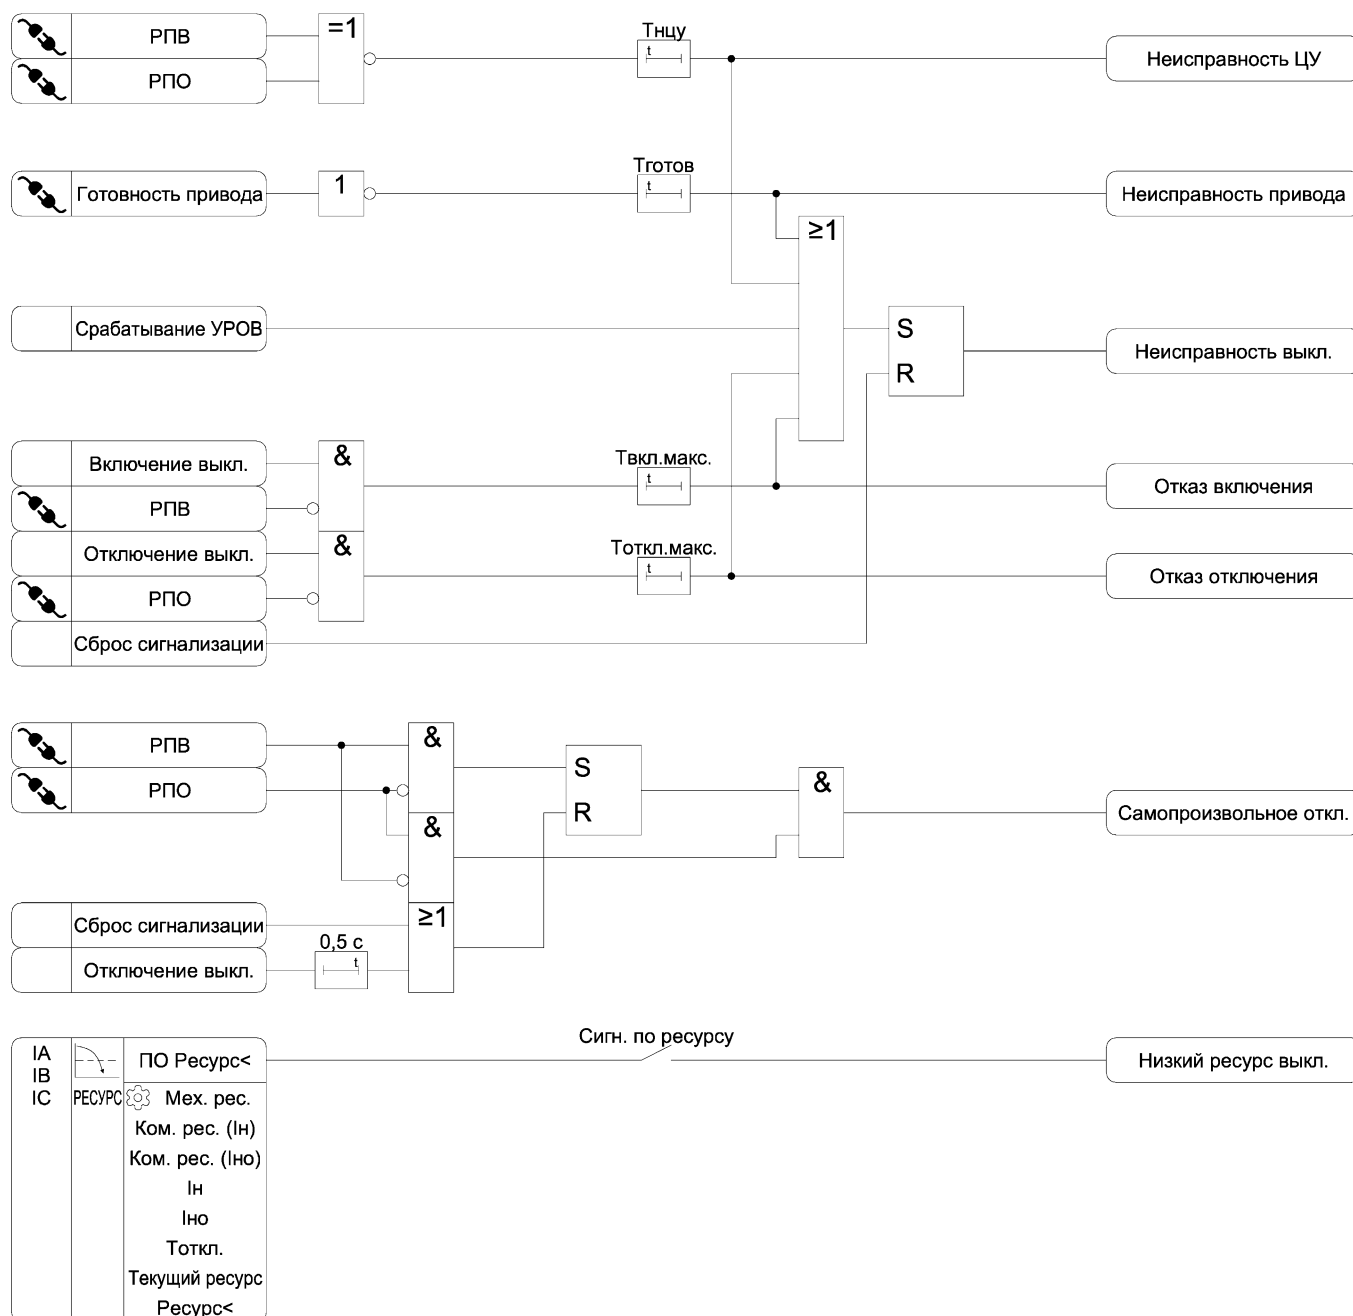 РПВ
=1
РПО
Тнцу
t
Неисправность ЦУ
Готовность привода
1
Тготов
t
Неисправность привода
≥1
Срабатывание УРОВ
S
R
Неисправность выкл.
Включение выкл.
&
РПВ
Твкл.макс.
t
Отказ включения
Отключение выкл.
&
РПО
Тоткл.макс.
t
Отказ отключения
Сброс сигнализации
РПВ
&
РПО
&
S
R
&
Самопроизвольное откл.
Сброс сигнализации
≥1
Отключение выкл.
0,5 с
t
IA
IB
IC
РЕСУРС
ПО Ресурс<
Сигн. по ресурсу
Низкий ресурс выкл.
Мех. рес.
Ком. рес. (Iн)
Ком. рес. (Iно)
Iн
Iно
Тоткл.
Текущий ресурс
Ресурс<